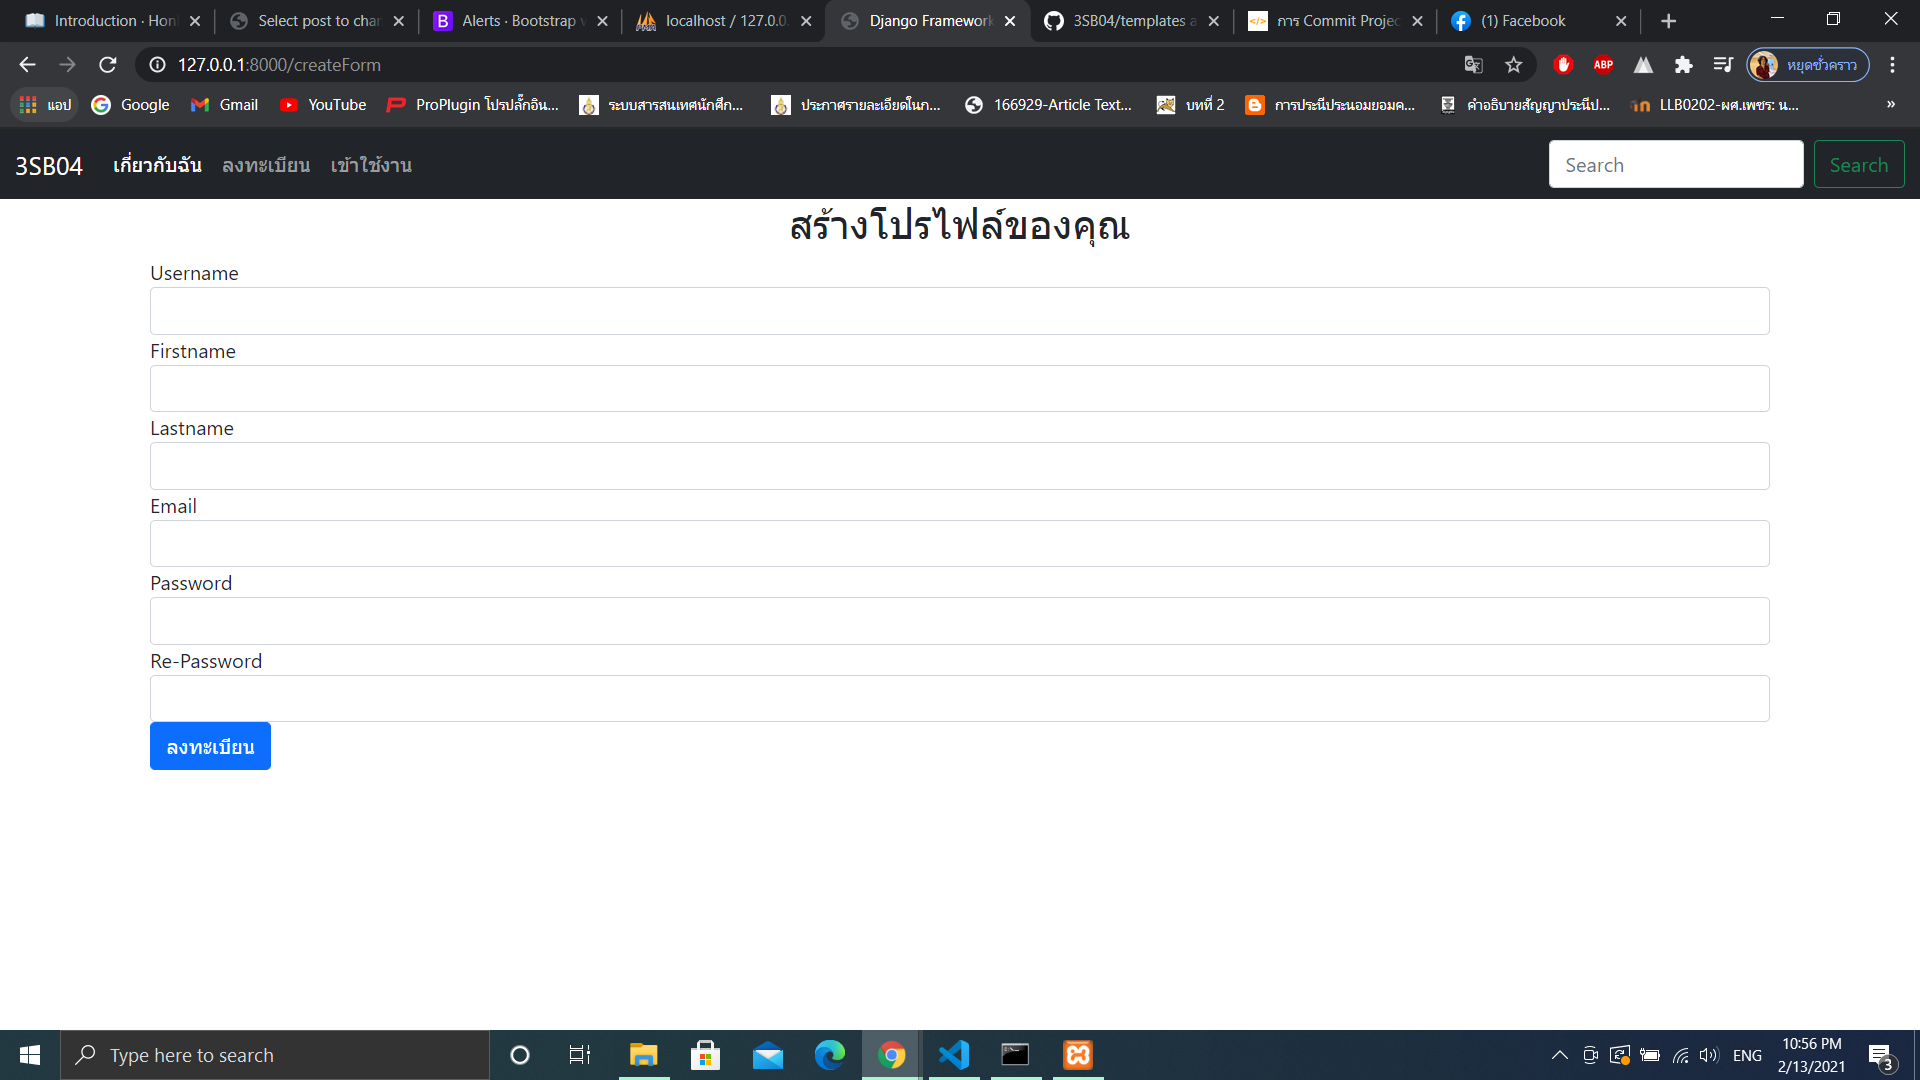 Introduction · Hon
Select post to char
Alerts · Bootstrap v
localhost / 127.0.0.
Django Framework
3SB04/templates a
การ Commit Projec
(1) Facebook
127.0.0.1:8000/createForm
ABP
หยุดชั่วคราว
แอป
Google
Gmail
YouTube
ProPlugin โปรปลั๊กอิน...
ระบบสารสนเทศนักศึก...
ประกาศรายละเอียดในก...
166929-Article Text...
บทที่ 2
การประนีประนอมยอมค...
คำอธิบายสัญญาประนีป...
LLB0202-ผศ.เพชร: น...
»
3SB04
เกี่ยวกับฉัน
ลงทะเบียน
เข้าใช้งาน
Search
Search
สร้างโปรไฟล์ของคุณ
Username
Firstname
Lastname
Email
Password
Re-Password
ลงทะเบียน
Type here to search
ENG
10:56 PM
2/13/2021
3